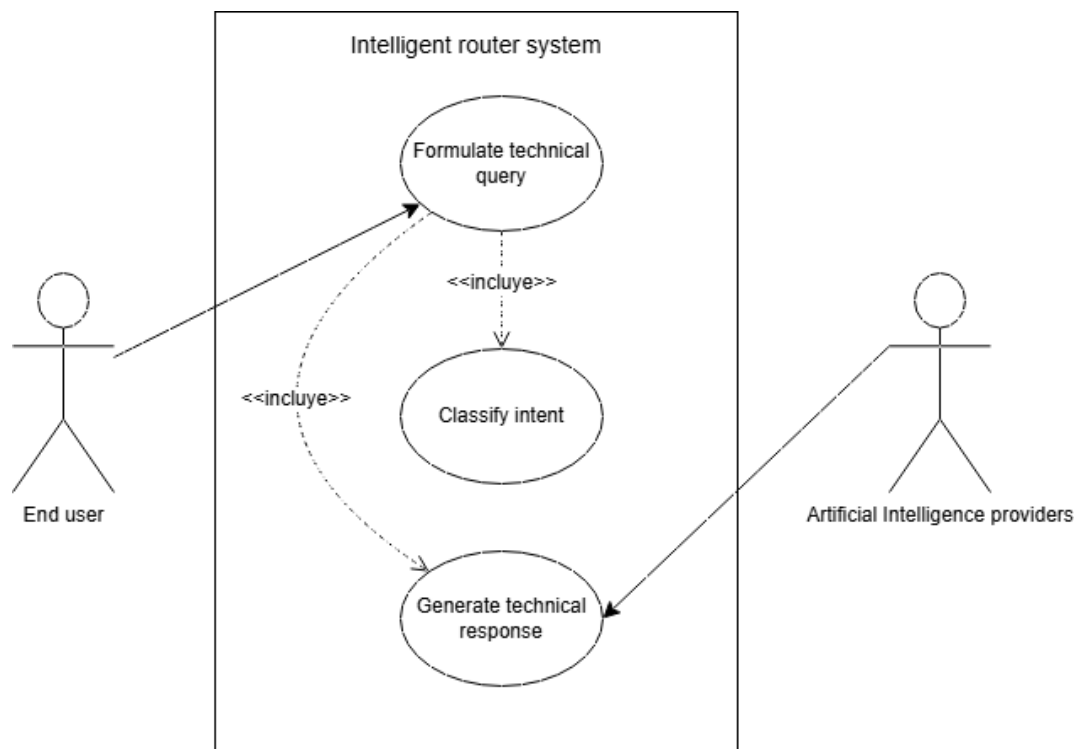 Intelligent router system
Formulate technical
query
<<incluye>>
<<incluye>>
Classify intent
End user
Artificial Intelligence providers
Generate technical
response